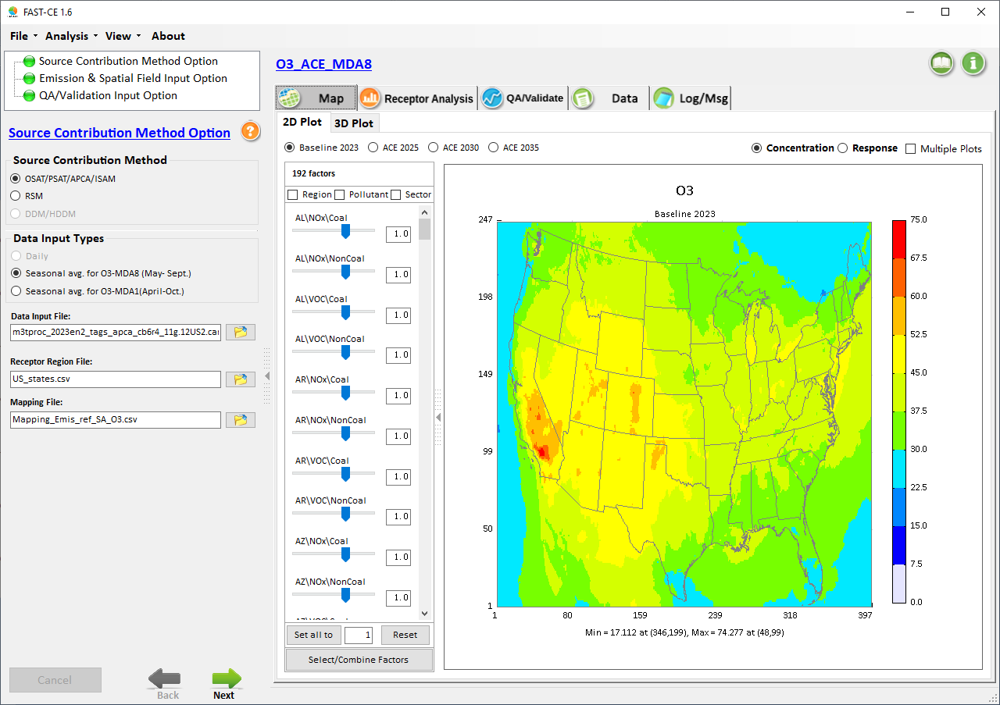 FAST-CE 1.6
File Analysis View About
Source Contribution Method Option
Emission & Spatial Field Input Option
QA/Validation Input Option
Source Contribution Method Option
?
Source Contribution Method
OSAT/PSAT/APCA/ISAM
RSM
DDM/HDDM
Data Input Types
Daily
Seasonal avg. for O3-MDA8 (May- Sept.)
Seasonal avg. for O3-MDA1(April-Oct.)
Data Input File:
m3tproc_2023en2_tags_apca_cb6r4_11g.12US2.ca
Receptor Region File:
US_states.csv
Mapping File:
Mapping_Emis_ref_SA_O3.csv
Cancel
Back
Next
O3_ACE_MDA8
i
Map Receptor Analysis QA/Validate Data Log/Msg
2D Plot 3D Plot
Baseline 2023 ACE 2025 ACE 2030 ACE 2035
Concentration Response Multiple Plots
192 factors
Region Pollutant Sector
AL\NOx\Coal
1.0
AL\NOx\NonCoal
1.0
AL\VOC\Coal
1.0
AL\VOC\NonCoal
1.0
AR\NOx\Coal
1.0
AR\NOx\NonCoal
1.0
AR\VOC\Coal
1.0
AR\VOC\NonCoal
1.0
AZ\NOx\Coal
1.0
AZ\NOx\NonCoal
1.0
AZ\VOC\Coal
Set all to 1 Reset
Select/Combine Factors
O3
Baseline 2023
247
198
149
99
50
1
1 80 159 239 318 397
Min = 17.112 at (346,199), Max = 74.277 at (48,99)
75.0
67.5
60.0
52.5
45.0
37.5
30.0
22.5
15.0
7.5
0.0